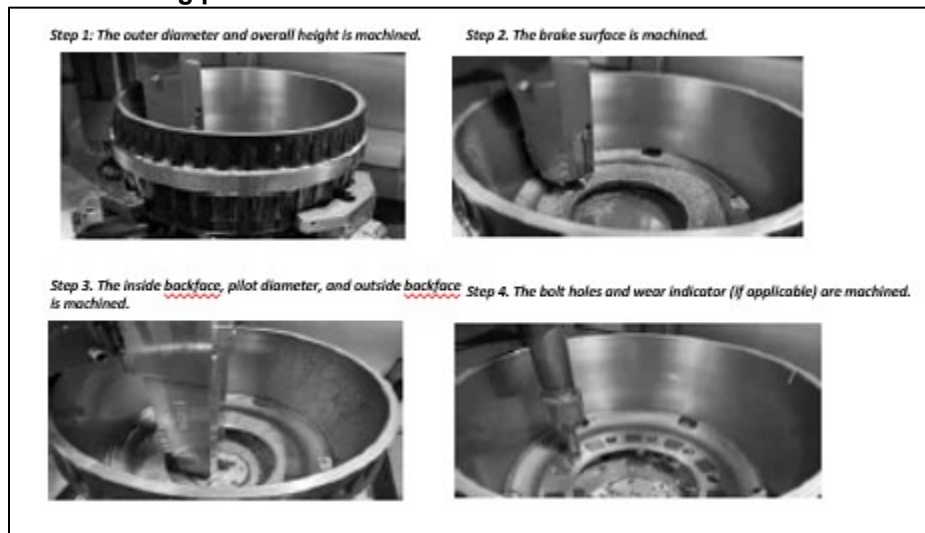 Step 1: The outer diameter and overall height is machined.
Step 2. The brake surface is machined.
Step 3. The inside backface, pilot diameter, and outside backface
is machined.
Step 4. The bolt holes and wear indicator (if applicable) are machined.